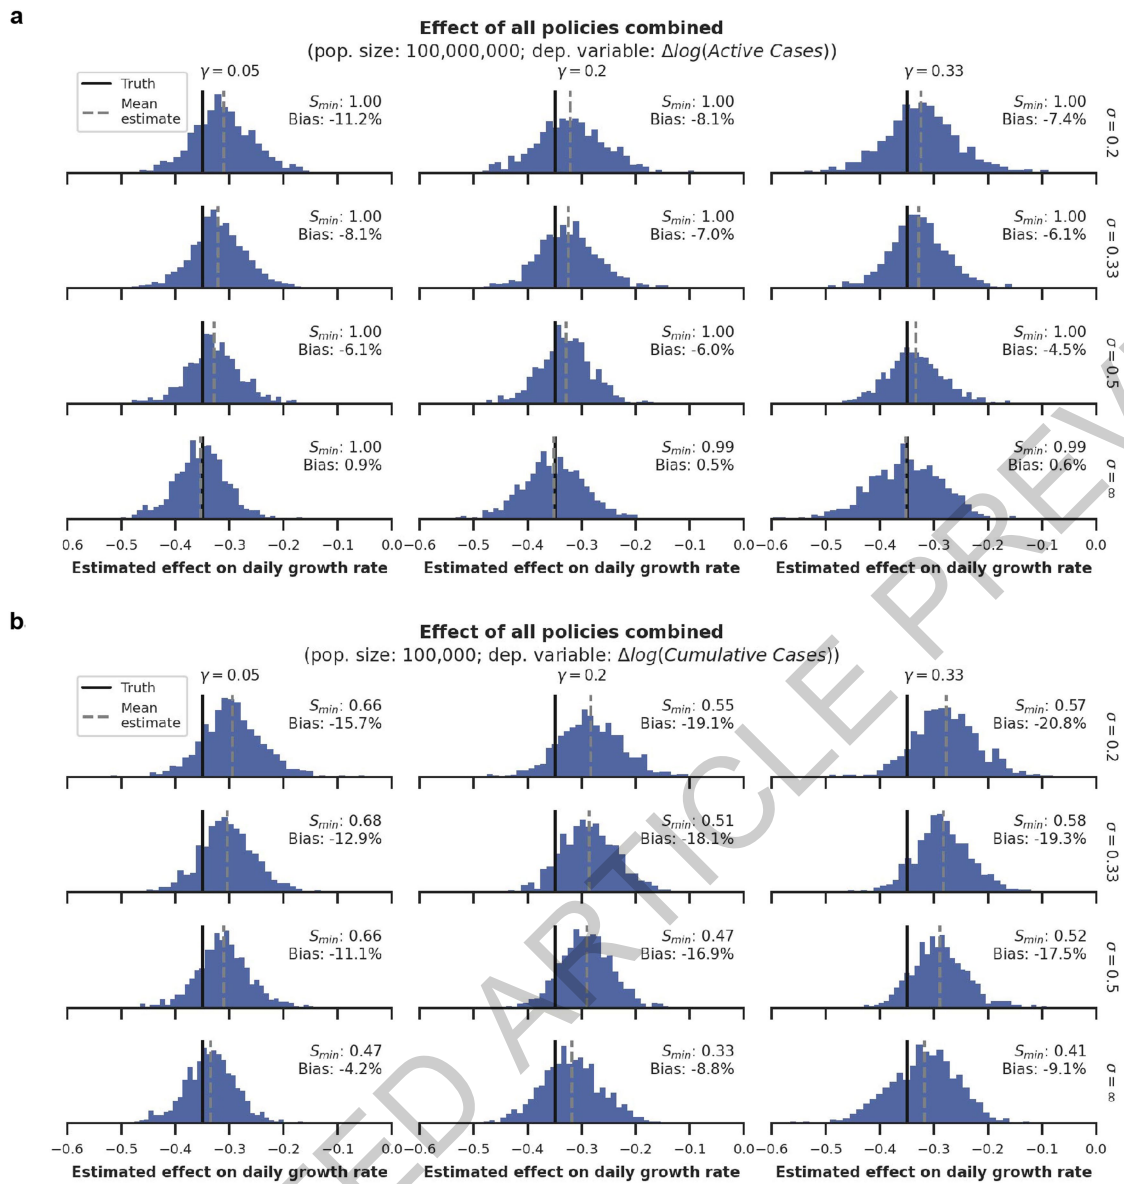 a
Effect of all policies combined
(pop. size: 100,000,000; dep. variable: Δlog(Active Cases))
γ = 0.05 γ = 0.2 γ = 0.33
Truth
Mean
estimate
S_min: 1.00
Bias: -11.2%
S_min: 1.00
Bias: -8.1%
S_min: 1.00
Bias: -7.4%
σ = 0.2
S_min: 1.00
Bias: -8.1%
S_min: 1.00
Bias: -7.0%
S_min: 1.00
Bias: -6.1%
σ = 0.33
S_min: 1.00
Bias: -6.1%
S_min: 1.00
Bias: -6.0%
S_min: 1.00
Bias: -4.5%
σ = 0.5
S_min: 1.00
Bias: 0.9%
S_min: 0.99
Bias: 0.5%
S_min: 0.99
Bias: 0.6%
σ = ∞
0.6 −0.5 −0.4 −0.3 −0.2 −0.1 0.0−0.6 −0.5 −0.4 −0.3 −0.2 −0.1 0.0−0.6 −0.5 −0.4 −0.3 −0.2 −0.1 0.0
Estimated effect on daily growth rate Estimated effect on daily growth rate Estimated effect on daily growth rate
b
Effect of all policies combined
(pop. size: 100,000; dep. variable: Δlog(Cumulative Cases))
γ = 0.05 γ = 0.2 γ = 0.33
Truth
Mean
estimate
S_min: 0.66
Bias: -15.7%
S_min: 0.55
Bias: -19.1%
S_min: 0.57
Bias: -20.8%
σ = 0.2
S_min: 0.68
Bias: -12.9%
S_min: 0.51
Bias: -18.1%
S_min: 0.58
Bias: -19.3%
σ = 0.33
S_min: 0.66
Bias: -11.1%
S_min: 0.47
Bias: -16.9%
S_min: 0.52
Bias: -17.5%
σ = 0.5
S_min: 0.47
Bias: -4.2%
S_min: 0.33
Bias: -8.8%
S_min: 0.41
Bias: -9.1%
σ = ∞
−0.6 −0.5 −0.4 −0.3 −0.2 −0.1 0.0−0.6 −0.5 −0.4 −0.3 −0.2 −0.1 0.0−0.6 −0.5 −0.4 −0.3 −0.2 −0.1 0.0
Estimated effect on daily growth rate Estimated effect on daily growth rate Estimated effect on daily growth rate
TED ARTICLE PREV